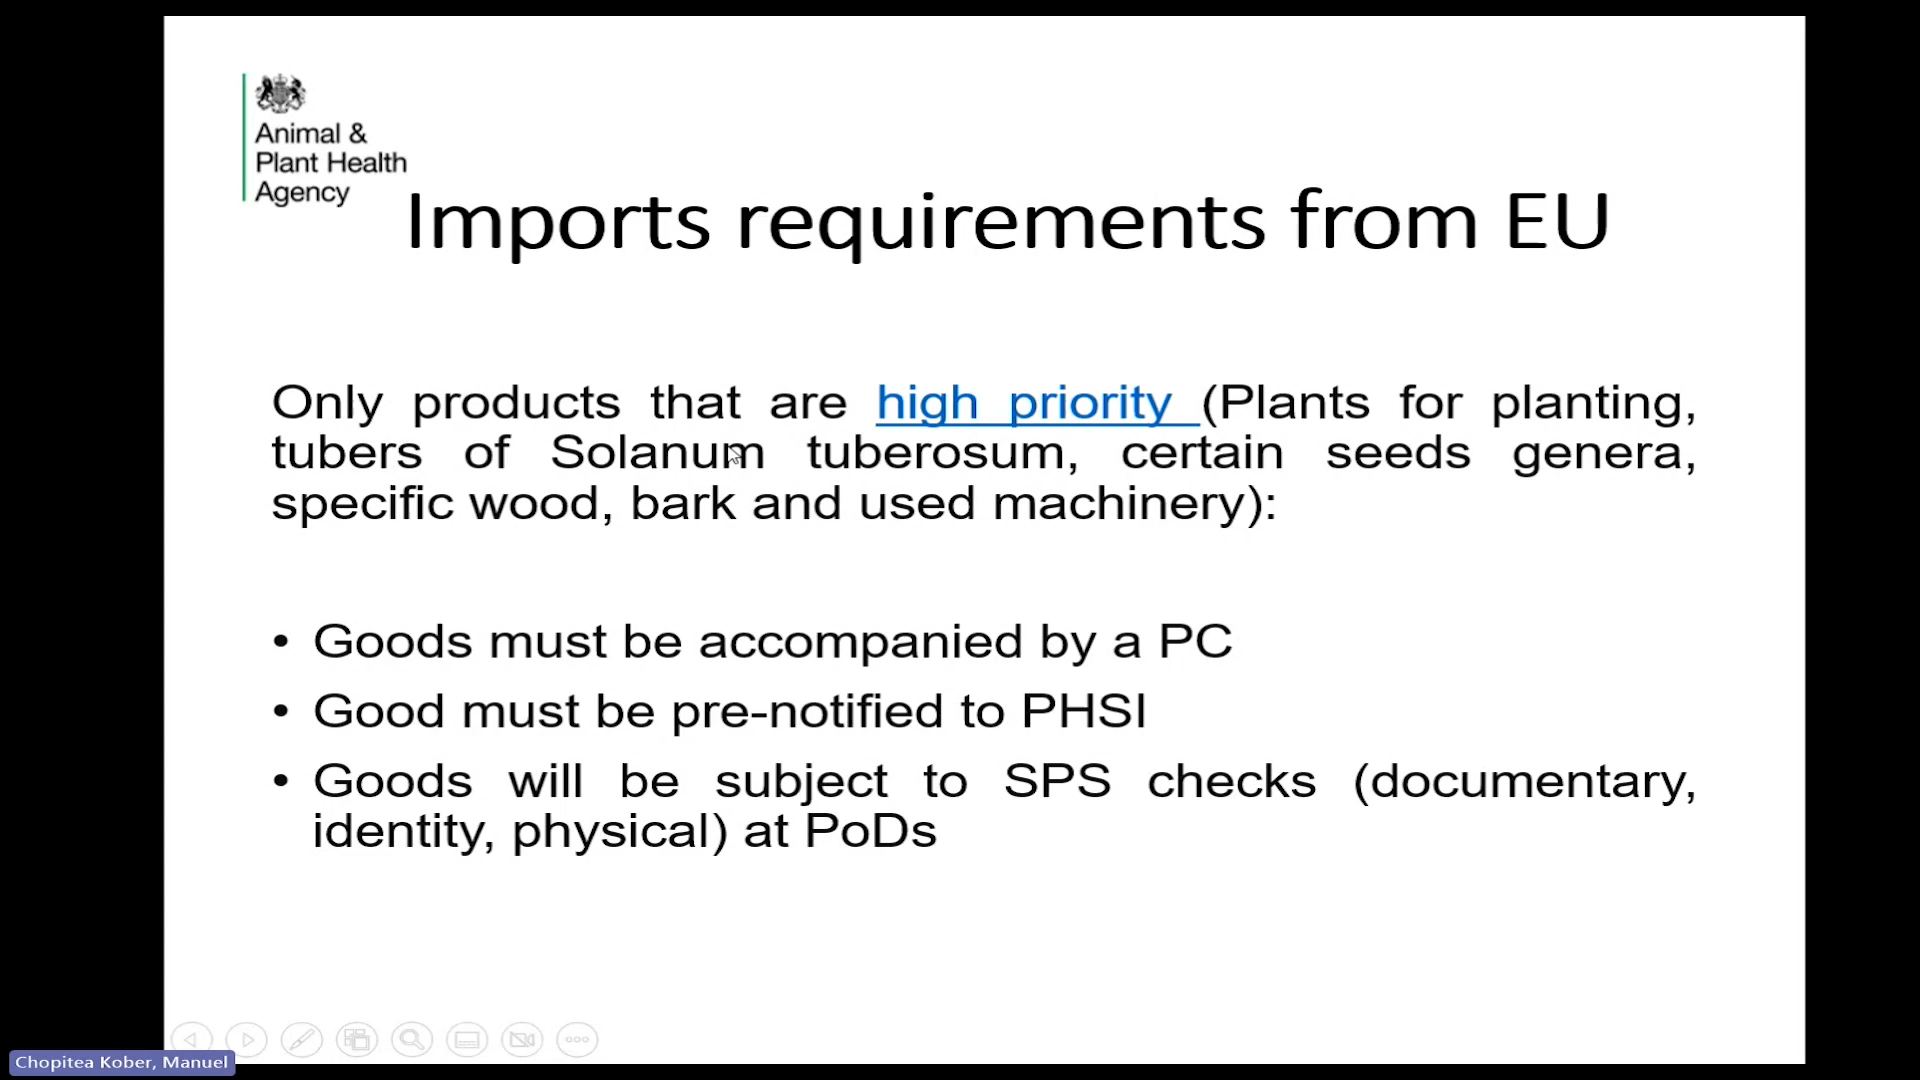 Animal &
Plant Health
Agency
Imports requirements from EU
Only products that are high priority (Plants for planting,
tubers of Solanum tuberosum, certain seeds genera,
specific wood, bark and used machinery):
• Goods must be accompanied by a PC
• Good must be pre-notified to PHSI
• Goods will be subject to SPS checks (documentary,
identity, physical) at PoDs
Chopitea Kober, Manuel